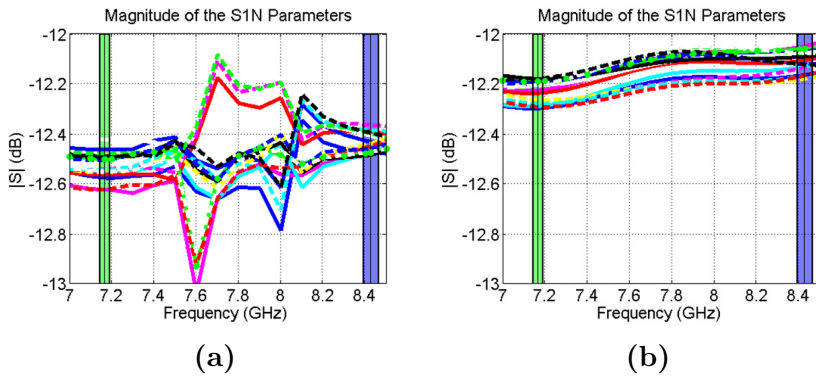 Magnitude of the S1N Parameters
-12
-12.2
-12.4
-12.6
-12.8
-13
|S| (dB)
7 7.2 7.4 7.6 7.8 8 8.2 8.4
Frequency (GHz)
(a)
Magnitude of the S1N Parameters
-12
-12.2
-12.4
-12.6
-12.8
-13
|S| (dB)
7 7.2 7.4 7.6 7.8 8 8.2 8.4
Frequency (GHz)
(b)